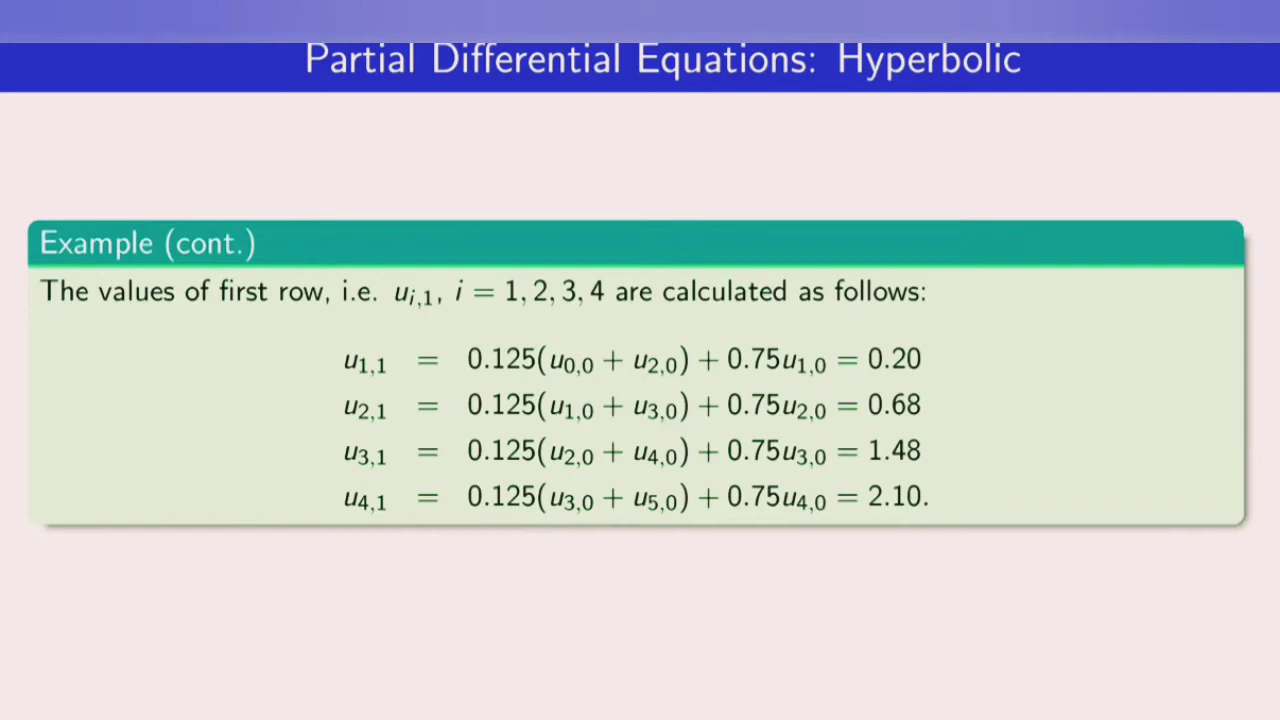 Partial Differential Equations: Hyperbolic
Example (cont.)
The values of first row, i.e. u_{i,1}, i = 1, 2, 3, 4 are calculated as follows:
u_{1,1} = 0.125(u_{0,0} + u_{2,0}) + 0.75u_{1,0} = 0.20
u_{2,1} = 0.125(u_{1,0} + u_{3,0}) + 0.75u_{2,0} = 0.68
u_{3,1} = 0.125(u_{2,0} + u_{4,0}) + 0.75u_{3,0} = 1.48
u_{4,1} = 0.125(u_{3,0} + u_{5,0}) + 0.75u_{4,0} = 2.10.